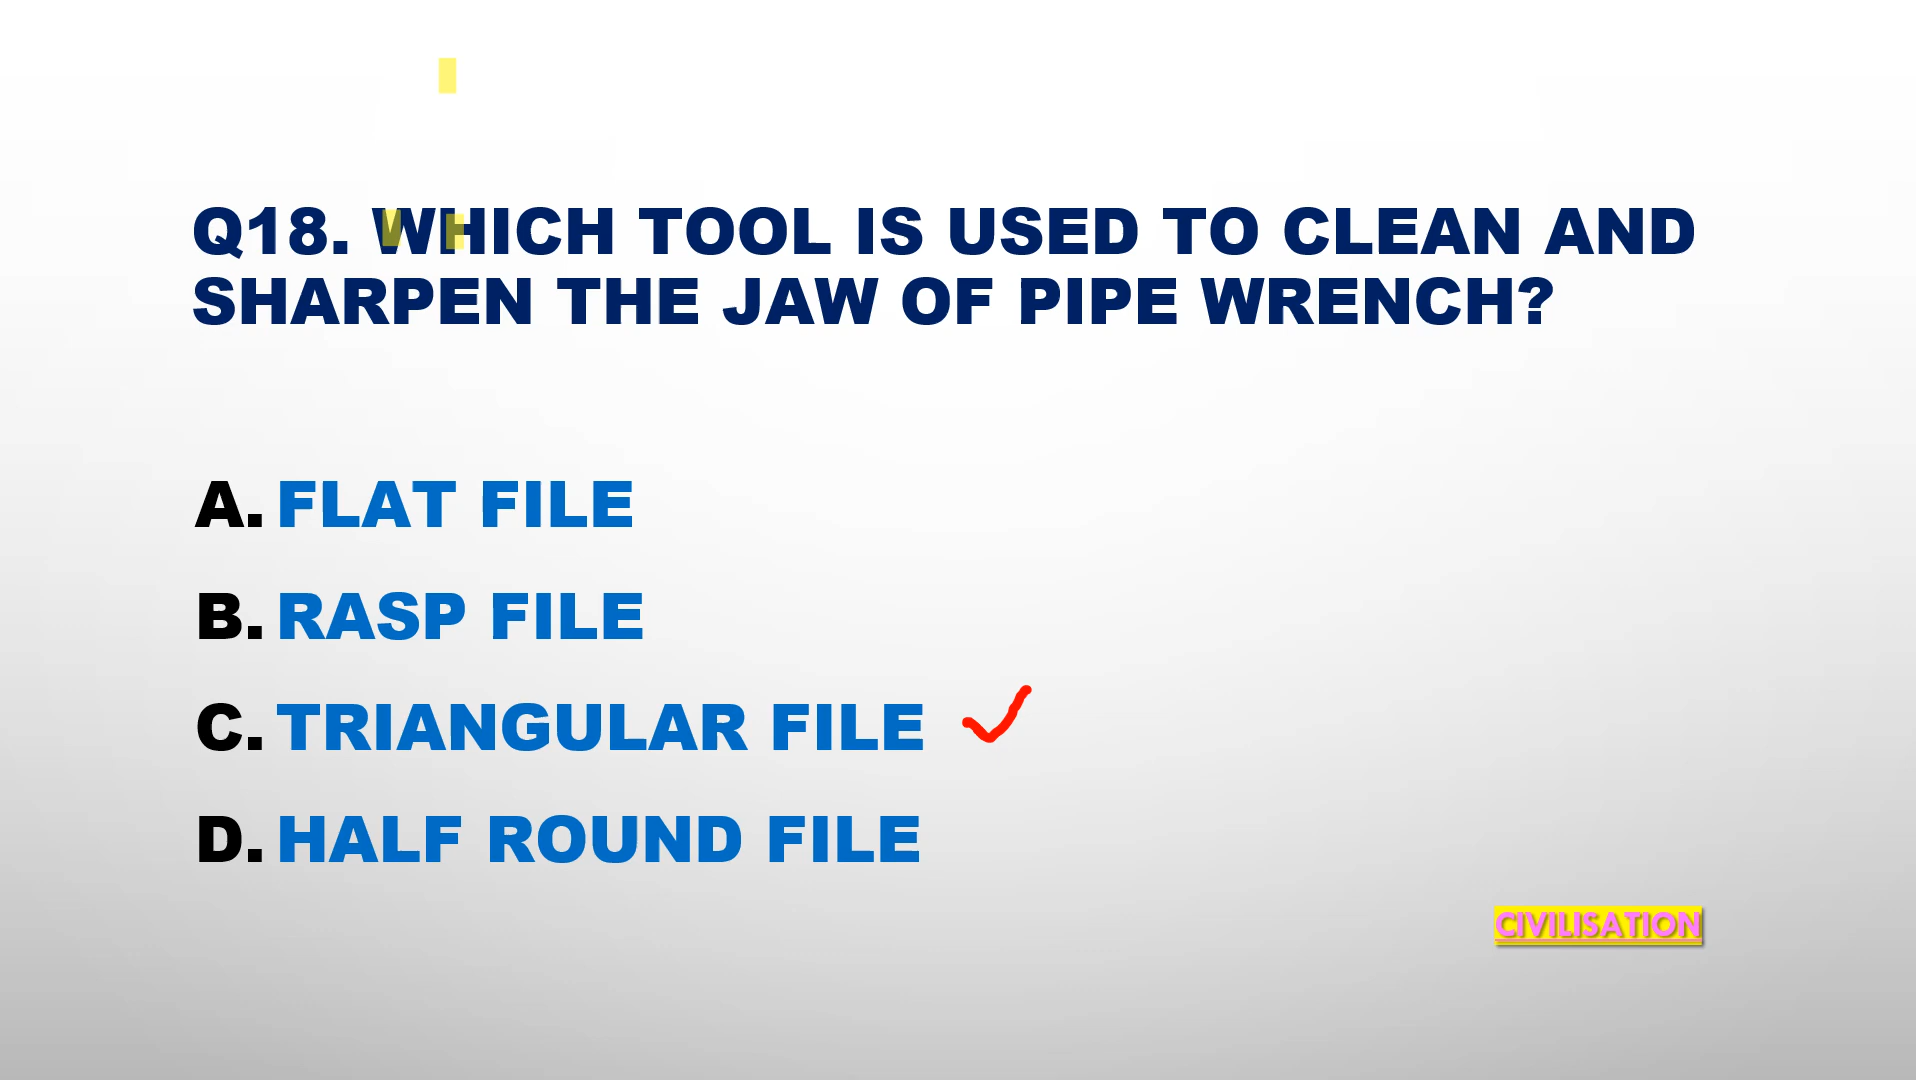 Q18. WHICH TOOL IS USED TO CLEAN AND
SHARPEN THE JAW OF PIPE WRENCH?
A. FLAT FILE
B. RASP FILE
C. TRIANGULAR FILE
D. HALF ROUND FILE
CIVILISATION